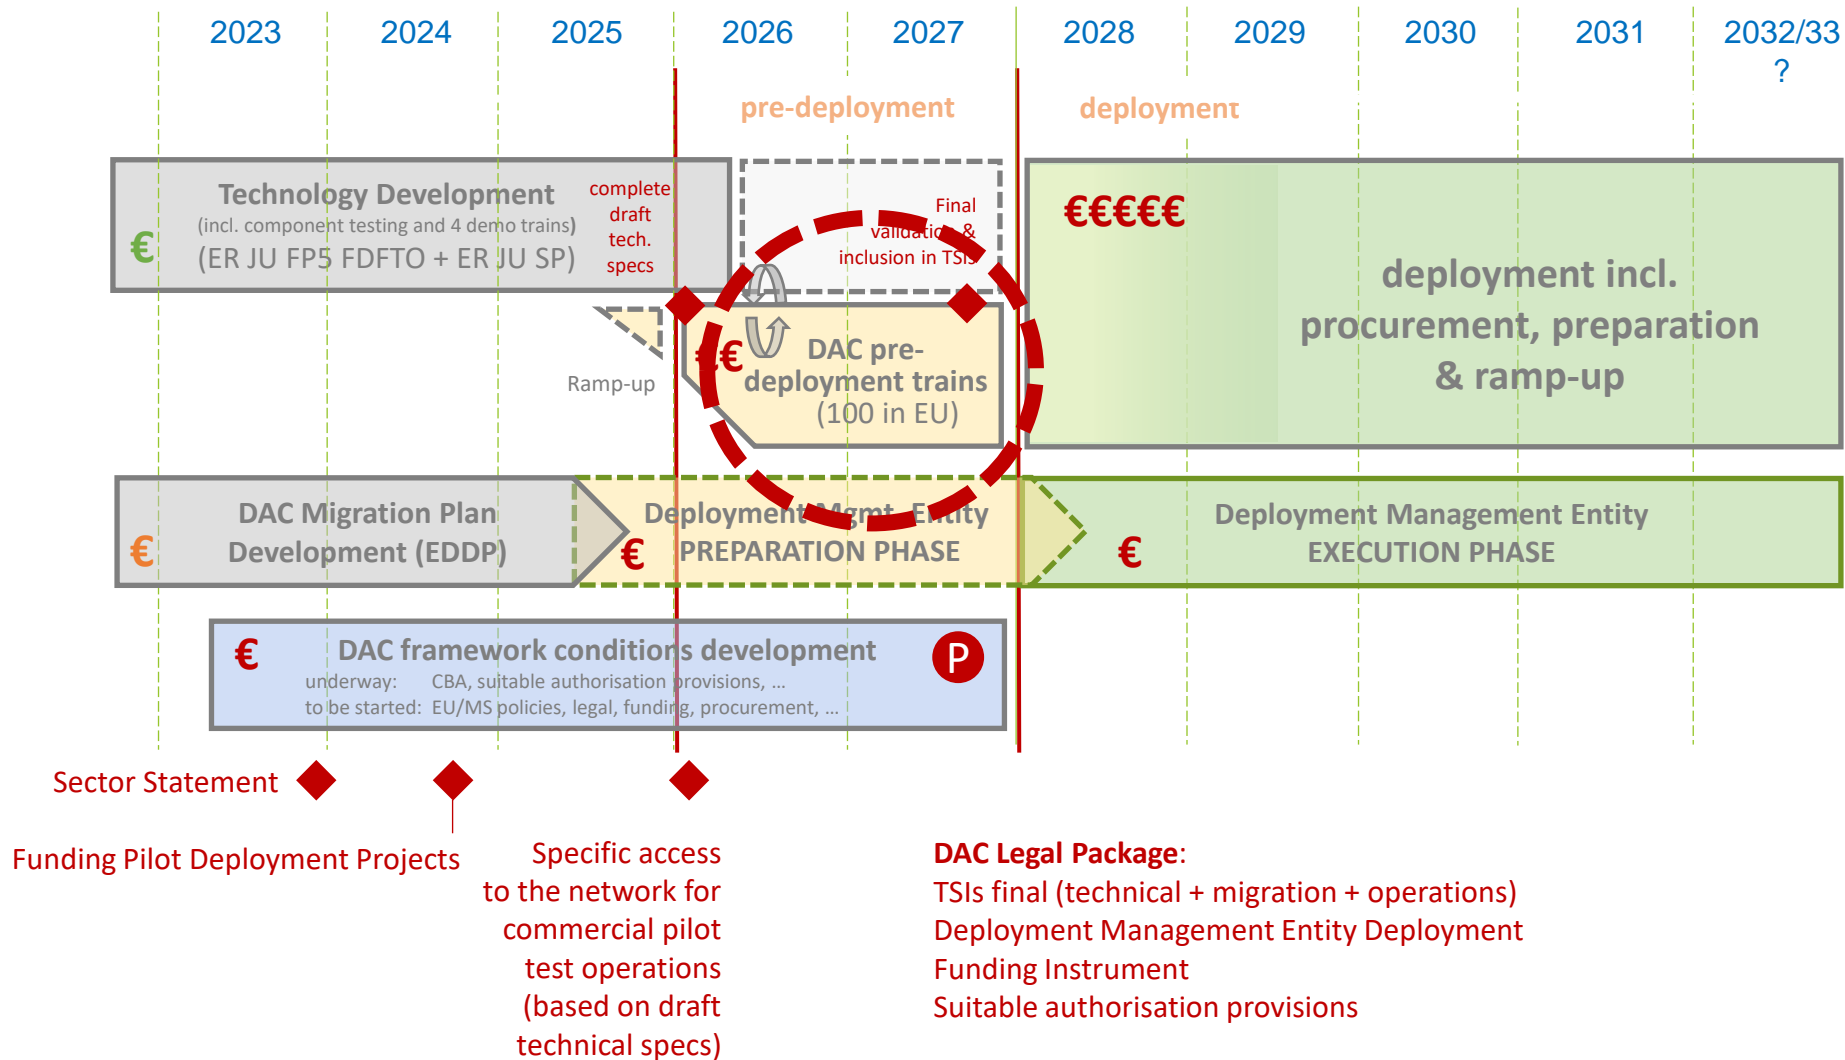 2023 2024 2025 2026 2027 2028 2029 2030 2031 2032/33
?
pre-deployment
deployment
Technology Development
(incl. component testing and 4 demo trains)
(ER JU FP5 FDFTO + ER JU SP)
€
complete
draft
tech.
specs
Final
validation &
inclusion in TSIs
€€€€€
deployment incl.
procurement, preparation
& ramp-up
Ramp-up
€€
DAC pre-
deployment trains
(100 in EU)
DAC Migration Plan
Development (EDDP)
€
€
Deployment Mgmt. Entity
PREPARATION PHASE
€
Deployment Management Entity
EXECUTION PHASE
€
DAC framework conditions development
underway: CBA, suitable authorisation provisions, ...
to be started: EU/MS policies, legal, funding, procurement, ...
P
Sector Statement
Funding Pilot Deployment Projects
Specific access
to the network for
commercial pilot
test operations
(based on draft
technical specs)
DAC Legal Package:
TSIs final (technical + migration + operations)
Deployment Management Entity Deployment
Funding Instrument
Suitable authorisation provisions